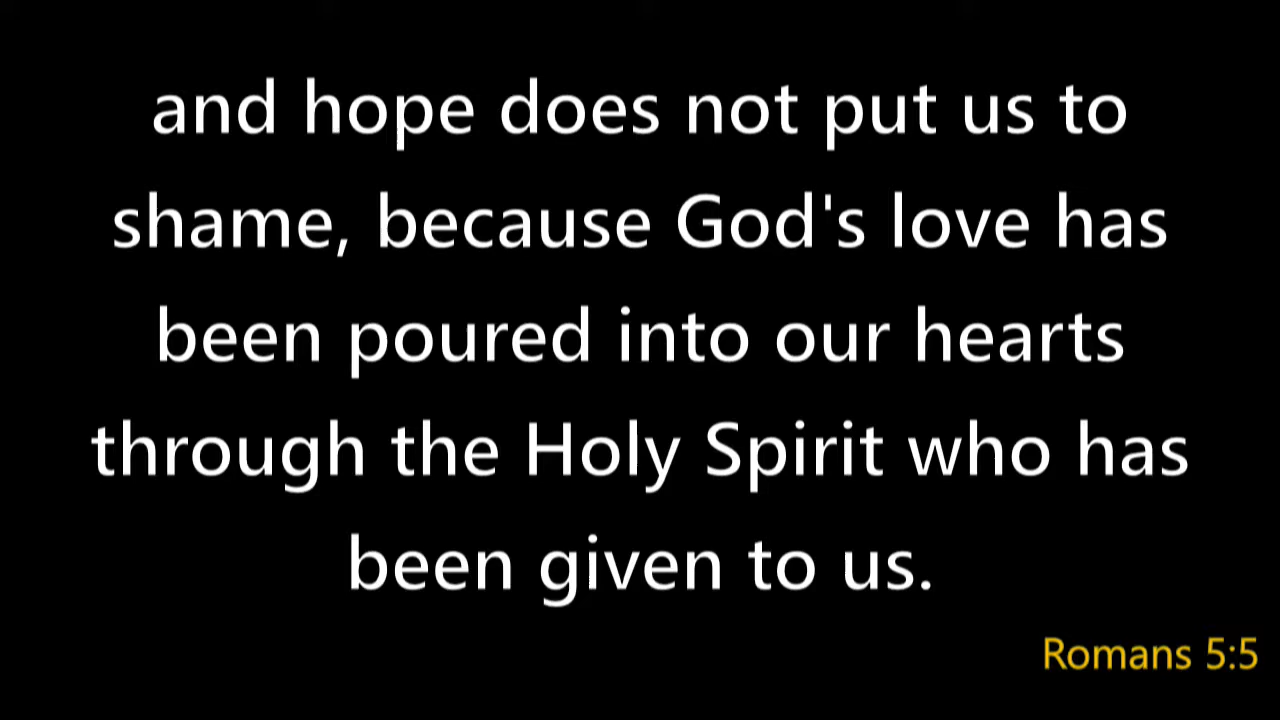 and hope does not put us to
shame, because God's love has
been poured into our hearts
through the Holy Spirit who has
been given to us.
Romans 5:5